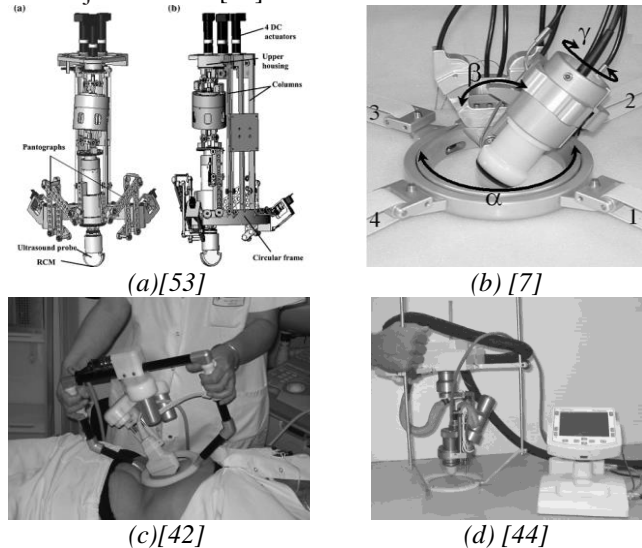 (a)
(b)
4 DC
actuators
Upper
housing
Columns
Pantographs
Ultrasound probe
RCM
Circular frame
(a)[53]
γ
β
3
2
α
4
1
(b) [7]
(c)[42]
(d) [44]